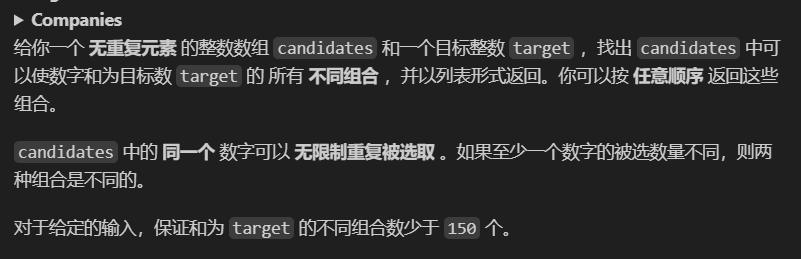 ▶ Companies
给你一个 无重复元素 的整数数组 candidates 和一个目标整数 target ，找出 candidates 中可
以使数字和为目标数 target 的 所有 不同组合 ，并以列表形式返回。你可以按 任意顺序 返回这些
组合。
candidates 中的 同一个 数字可以 无限制重复被选取 。如果至少一个数字的被选数量不同，则两
种组合是不同的。
对于给定的输入，保证和为 target 的不同组合数少于 150 个。